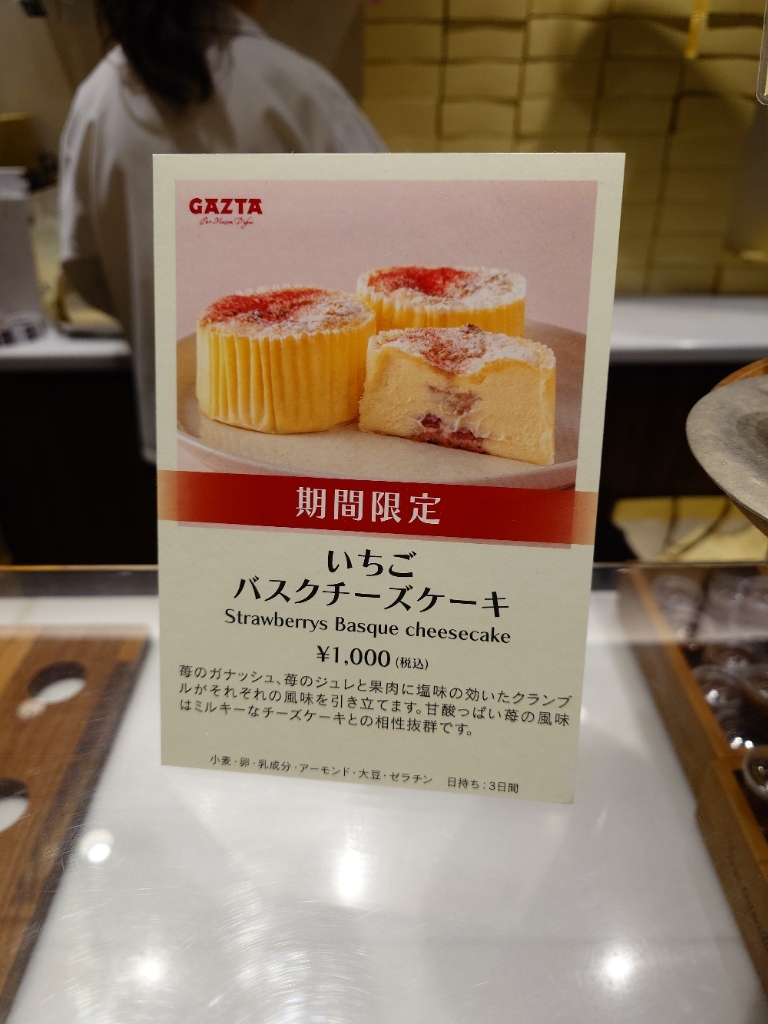 GAZTA
Par Maison Dahni
期間限定
いちご
バスクチーズケーキ
Strawberrys Basque cheesecake
¥1,000(税込)
苺のガナッシュ、苺のジュレと果肉に塩味の効いたクランブ
ルがそれぞれの風味を引き立てます。甘酸っぱい苺の風味
はミルキーなチーズケーキとの相性抜群です。
小麦・卵・乳成分・アーモンド・大豆・ゼラチン 日持ち:3日間